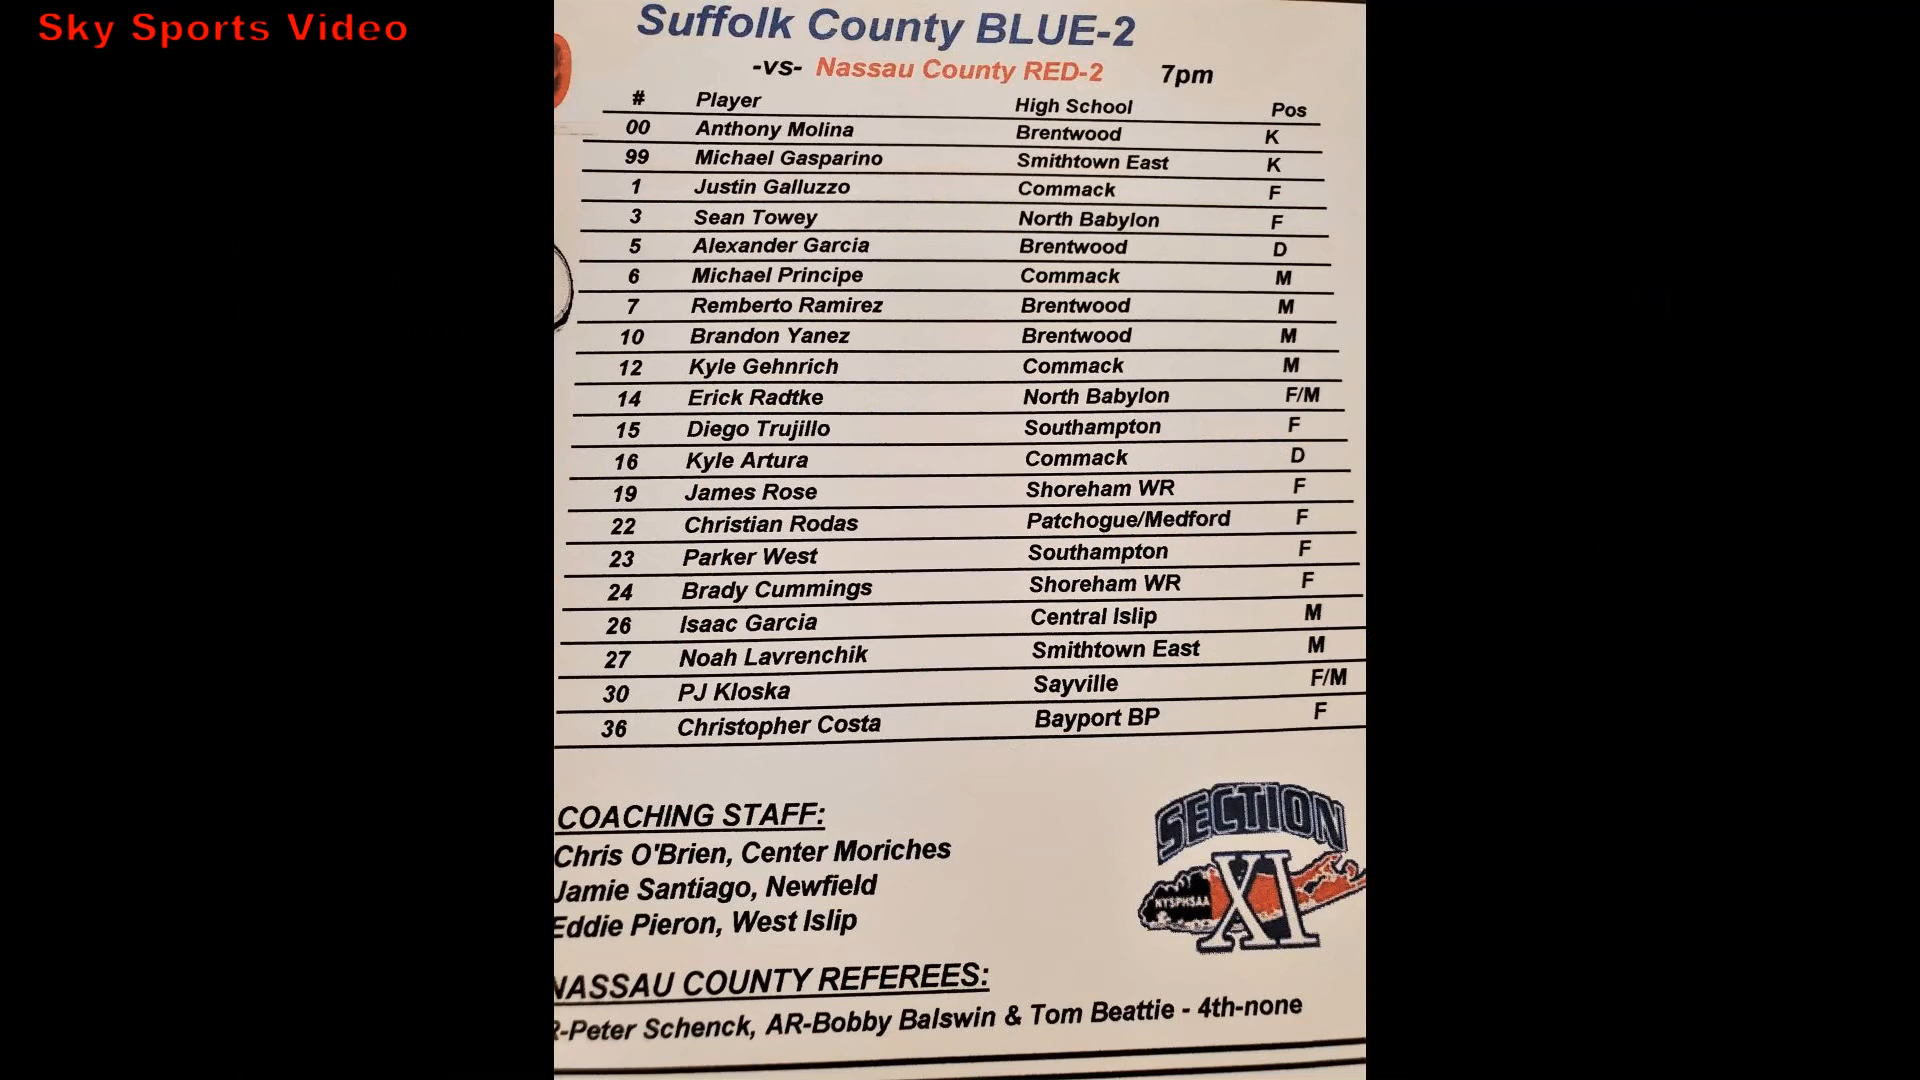 Sky Sports Video
Suffolk County BLUE-2
-vs- Nassau County RED-2 7pm
# Player High School Pos
00 Anthony Molina Brentwood K
99 Michael Gasparino Smithtown East K
1 Justin Galluzzo Commack F
3 Sean Towey North Babylon F
5 Alexander Garcia Brentwood D
6 Michael Principe Commack M
7 Remberto Ramirez Brentwood M
10 Brandon Yanez Brentwood M
12 Kyle Gehnrich Commack M
14 Erick Radtke North Babylon F/M
15 Diego Trujillo Southampton F
16 Kyle Artura Commack D
19 James Rose Shoreham WR F
22 Christian Rodas Patchogue/Medford F
23 Parker West Southampton F
24 Brady Cummings Shoreham WR F
26 Isaac Garcia Central Islip M
27 Noah Lavrenchik Smithtown East M
30 PJ Kloska Sayville F/M
36 Christopher Costa Bayport BP F
COACHING STAFF:
Chris O'Brien, Center Moriches
Jamie Santiago, Newfield
Eddie Pieron, West Islip
SECTION
XI
NYSPHSAA
NASSAU COUNTY REFEREES:
R-Peter Schenck, AR-Bobby Balswin & Tom Beattie - 4th-none